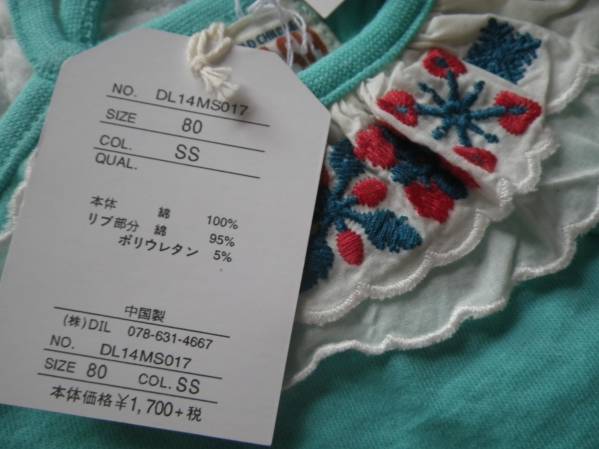 NO. DL14MS017
SIZE 80
COL. SS
QUAL.
本体 綿 100%
リブ部分 綿 95%
ポリウレタン 5%
中国製
(株)DIL 078-631-4667
NO. DL14MS017
SIZE 80 COL. SS
本体価格¥1,700+税